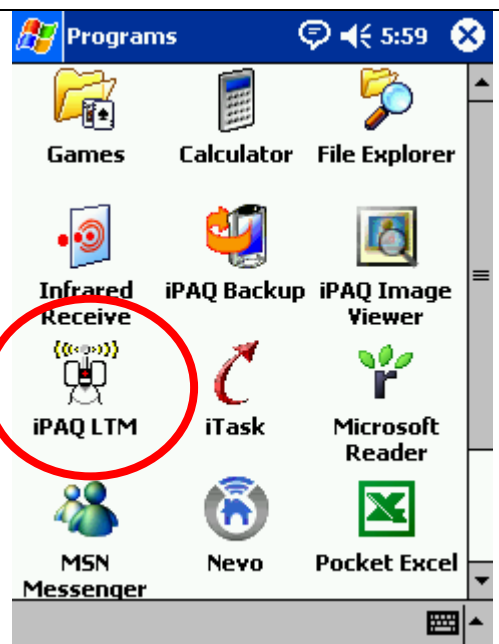 Programs 5:59
Games Calculator File Explorer
Infrared Receive iPAQ Backup iPAQ Image Viewer
iPAQ LTM iTask Microsoft Reader
MSN Messenger Nevo Pocket Excel